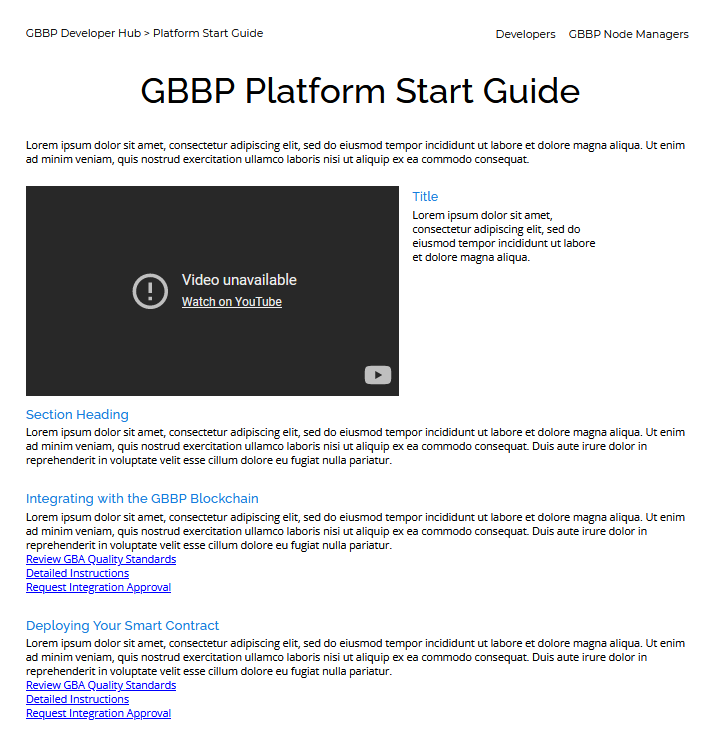 GBBP Developer Hub > Platform Start Guide
Developers GBBP Node Managers
GBBP Platform Start Guide
Lorem ipsum dolor sit amet, consectetur adipiscing elit, sed do eiusmod tempor incididunt ut labore et dolore magna aliqua. Ut enim
ad minim veniam, quis nostrud exercitation ullamco laboris nisi ut aliquip ex ea commodo consequat.
Video unavailable
Watch on YouTube
Title
Lorem ipsum dolor sit amet,
consectetur adipiscing elit, sed do
eiusmod tempor incididunt ut labore
et dolore magna aliqua.
Section Heading
Lorem ipsum dolor sit amet, consectetur adipiscing elit, sed do eiusmod tempor incididunt ut labore et dolore magna aliqua. Ut enim
ad minim veniam, quis nostrud exercitation ullamco laboris nisi ut aliquip ex ea commodo consequat. Duis aute irure dolor in
reprehenderit in voluptate velit esse cillum dolore eu fugiat nulla pariatur.
Integrating with the GBBP Blockchain
Lorem ipsum dolor sit amet, consectetur adipiscing elit, sed do eiusmod tempor incididunt ut labore et dolore magna aliqua. Ut enim
ad minim veniam, quis nostrud exercitation ullamco laboris nisi ut aliquip ex ea commodo consequat. Duis aute irure dolor in
reprehenderit in voluptate velit esse cillum dolore eu fugiat nulla pariatur.
Review GBA Quality Standards
Detailed Instructions
Request Integration Approval
Deploying Your Smart Contract
Lorem ipsum dolor sit amet, consectetur adipiscing elit, sed do eiusmod tempor incididunt ut labore et dolore magna aliqua. Ut enim
ad minim veniam, quis nostrud exercitation ullamco laboris nisi ut aliquip ex ea commodo consequat. Duis aute irure dolor in
reprehenderit in voluptate velit esse cillum dolore eu fugiat nulla pariatur.
Review GBA Quality Standards
Detailed Instructions
Request Integration Approval